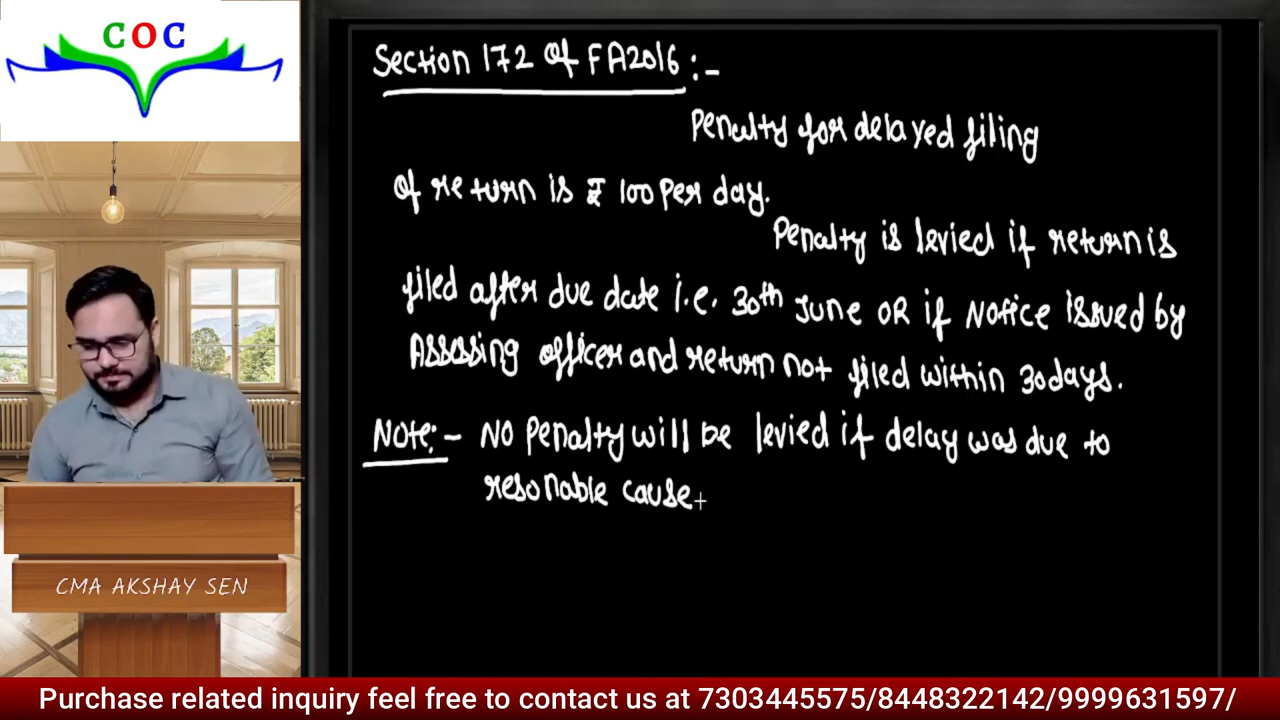 COC
Section 172 Of FA2016:-
Penalty for delayed filing
of return is ₹ 100 Per day.
Penalty is levied if return is
filed after due date i.e. 30th June OR if Notice issued by
Assessing officer and return not filed within 30days.
Note:- No Penalty will be levied if delay was due to
resonable cause
CMA AKSHAY SEN
Purchase related inquiry feel free to contact us at 7303445575/8448322142/9999631597/